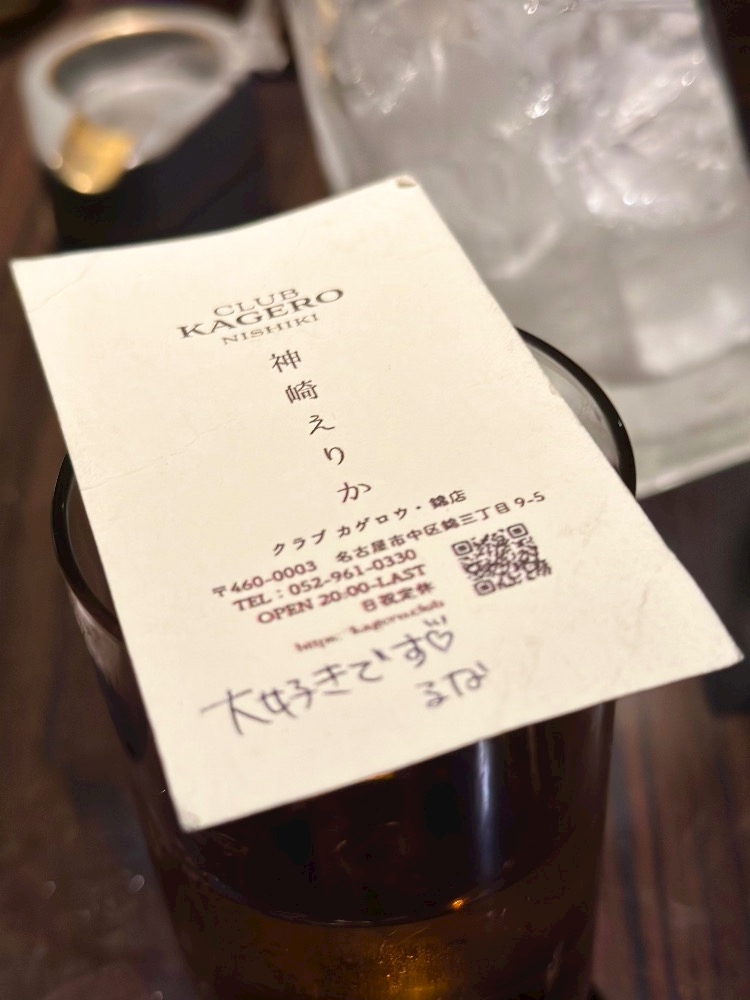 CLUB
KAGERO
NISHIKI
神崎えりか
クラブ カゲロウ・錦店
〒460-0003 名古屋市中区錦三丁目 9-5
TEL：052-961-0330
OPEN 20:00-LAST
日祝定休
大好きです♡
るな